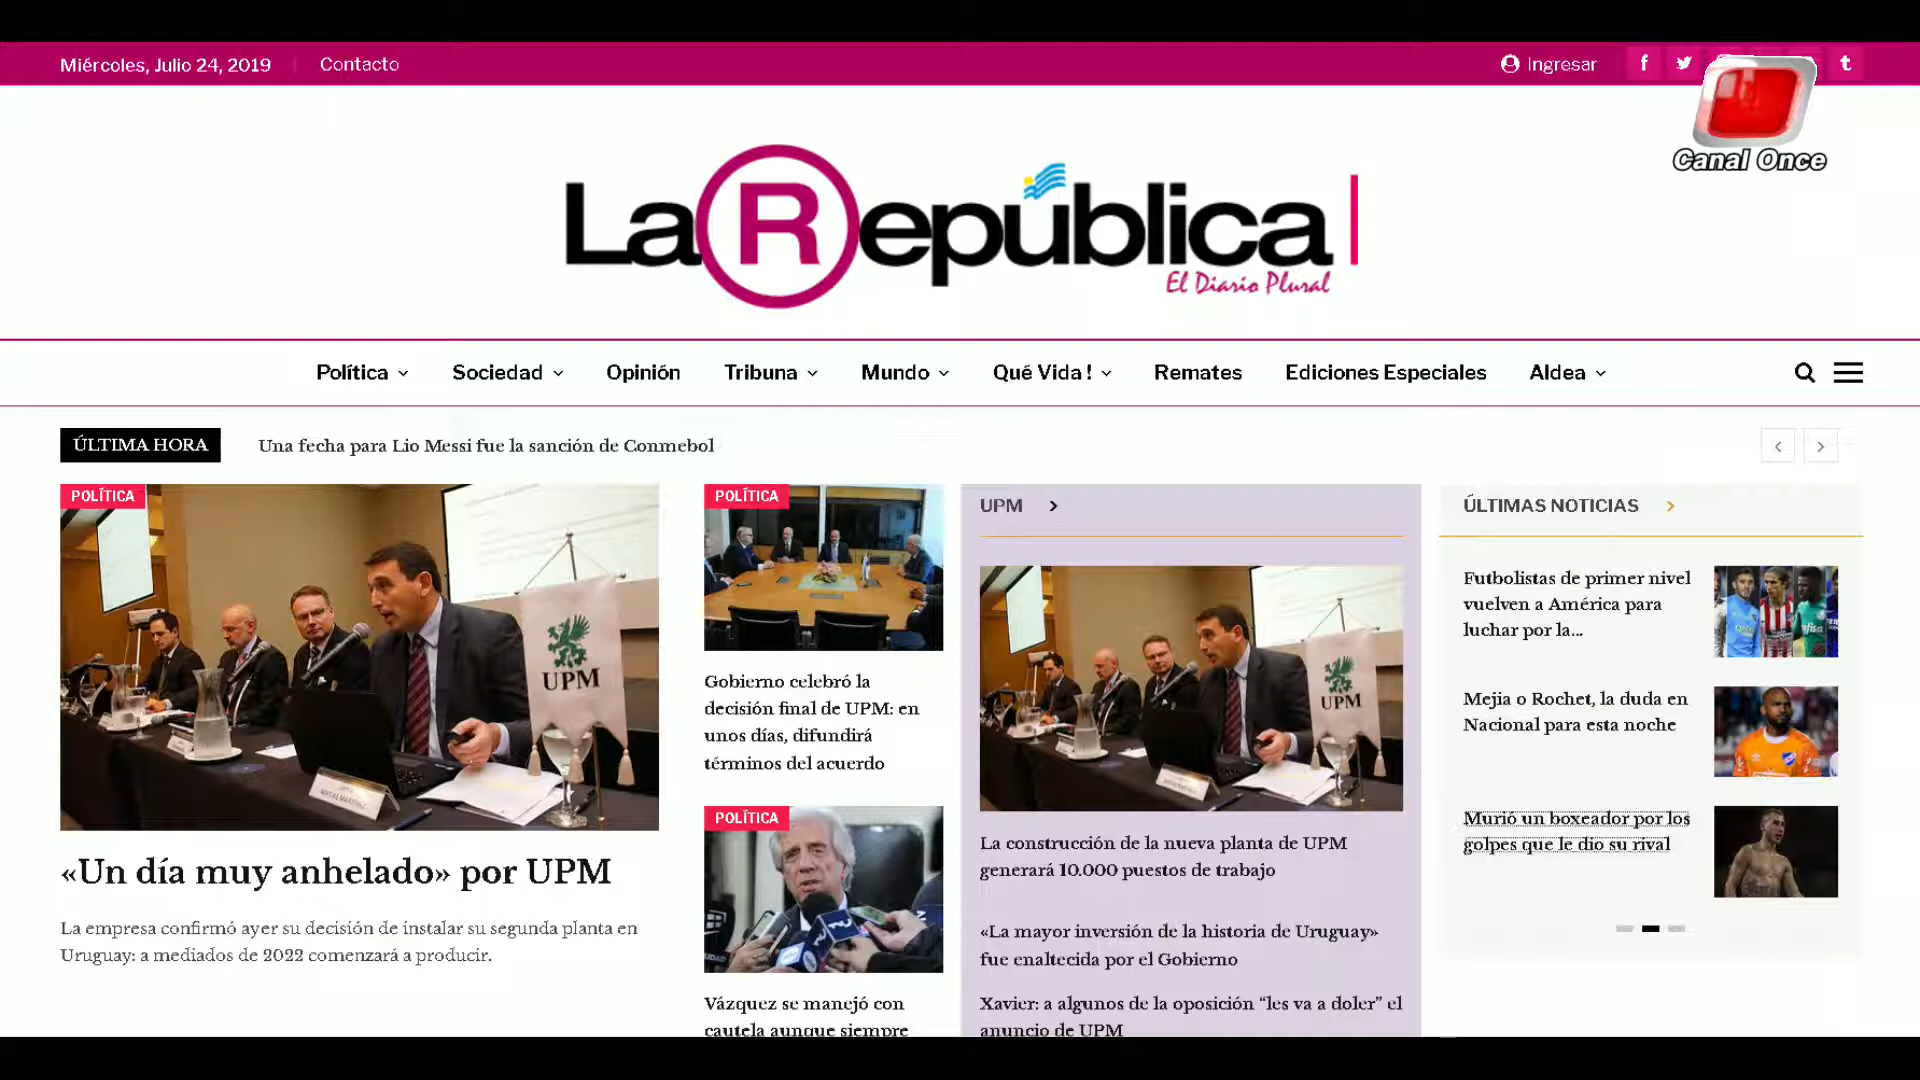 Miércoles, Julio 24, 2019
Contacto
Ingresar
Canal Once
La República
El Diario Plural
Política
Sociedad
Opinión
Tribuna
Mundo
Qué Vida !
Remates
Ediciones Especiales
Aldea
ÚLTIMA HORA
Una fecha para Lio Messi fue la sanción de Conmebol
POLÍTICA
UPM
«Un día muy anhelado» por UPM
La empresa confirmó ayer su decisión de instalar su segunda planta en
Uruguay: a mediados de 2022 comenzará a producir.
POLÍTICA
Gobierno celebró la
decisión final de UPM: en
unos días, difundirá
términos del acuerdo
POLÍTICA
Vázquez se manejó con
cautela aunque siempre
UPM
UPM
La construcción de la nueva planta de UPM
generará 10.000 puestos de trabajo
«La mayor inversión de la historia de Uruguay»
fue enaltecida por el Gobierno
Xavier: a algunos de la oposición “les va a doler” el
anuncio de UPM
ÚLTIMAS NOTICIAS
Futbolistas de primer nivel
vuelven a América para
luchar por la...
Mejia o Rochet, la duda en
Nacional para esta noche
Murió un boxeador por los
golpes que le dio su rival